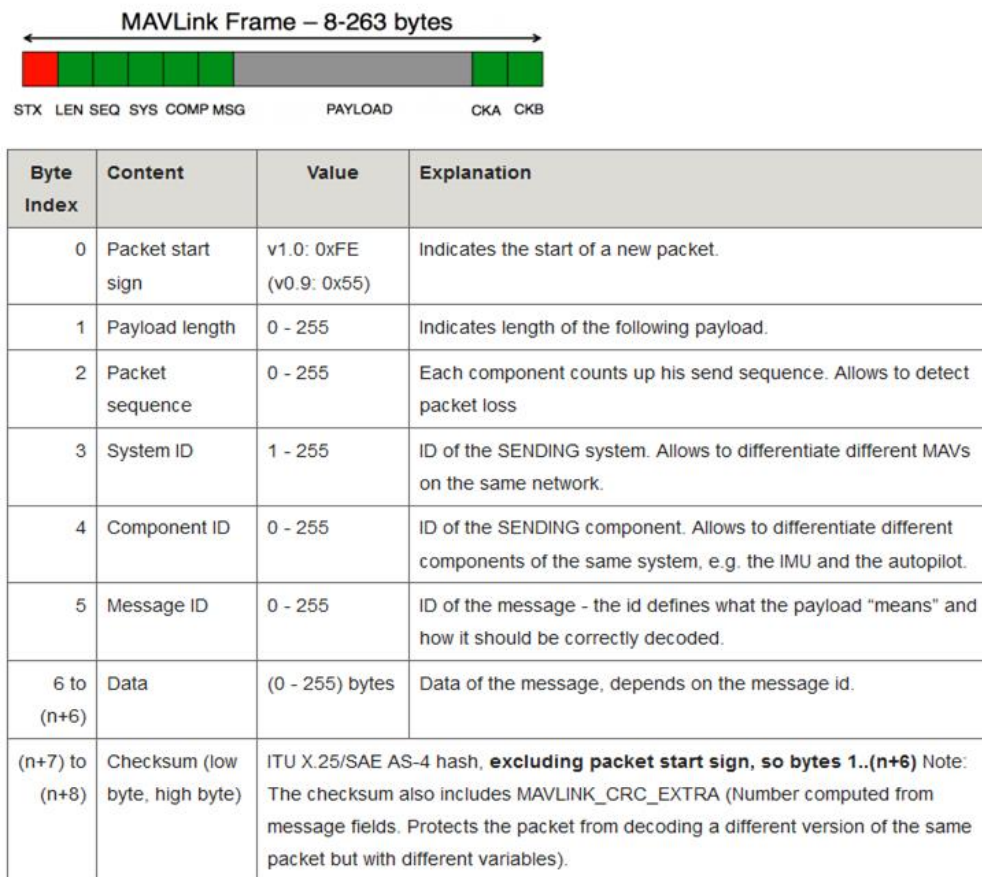 MAVLink Frame – 8-263 bytes
STX LEN SEQ SYS COMP MSG PAYLOAD CKA CKB
Byte Index Content Value Explanation
0 Packet start sign v1.0: 0xFE (v0.9: 0x55) Indicates the start of a new packet.
1 Payload length 0 - 255 Indicates length of the following payload.
2 Packet sequence 0 - 255 Each component counts up his send sequence. Allows to detect
packet loss
3 System ID 1 - 255 ID of the SENDING system. Allows to differentiate different MAVs
on the same network.
4 Component ID 0 - 255 ID of the SENDING component. Allows to differentiate different
components of the same system, e.g. the IMU and the autopilot.
5 Message ID 0 - 255 ID of the message - the id defines what the payload “means” and
how it should be correctly decoded.
6 to (n+6) Data (0 - 255) bytes Data of the message, depends on the message id.
(n+7) to (n+8) Checksum (low byte, high byte) ITU X.25/SAE AS-4 hash, excluding packet start sign, so bytes 1..(n+6) Note:
The checksum also includes MAVLINK_CRC_EXTRA (Number computed from
message fields. Protects the packet from decoding a different version of the same
packet but with different variables).